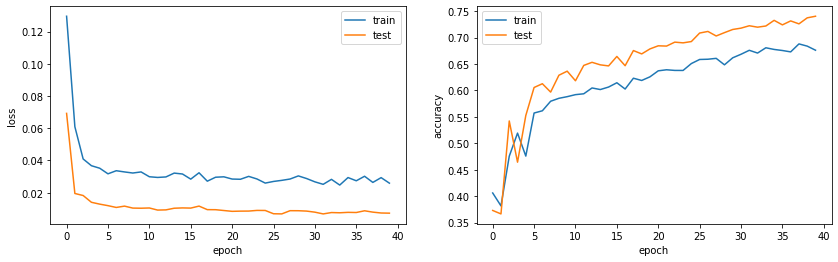 train
test
loss
0.12
0.10
0.08
0.06
0.04
0.02
0 5 10 15 20 25 30 35 40
epoch
train
test
accuracy
0.75
0.70
0.65
0.60
0.55
0.50
0.45
0.40
0.35
0 5 10 15 20 25 30 35 40
epoch